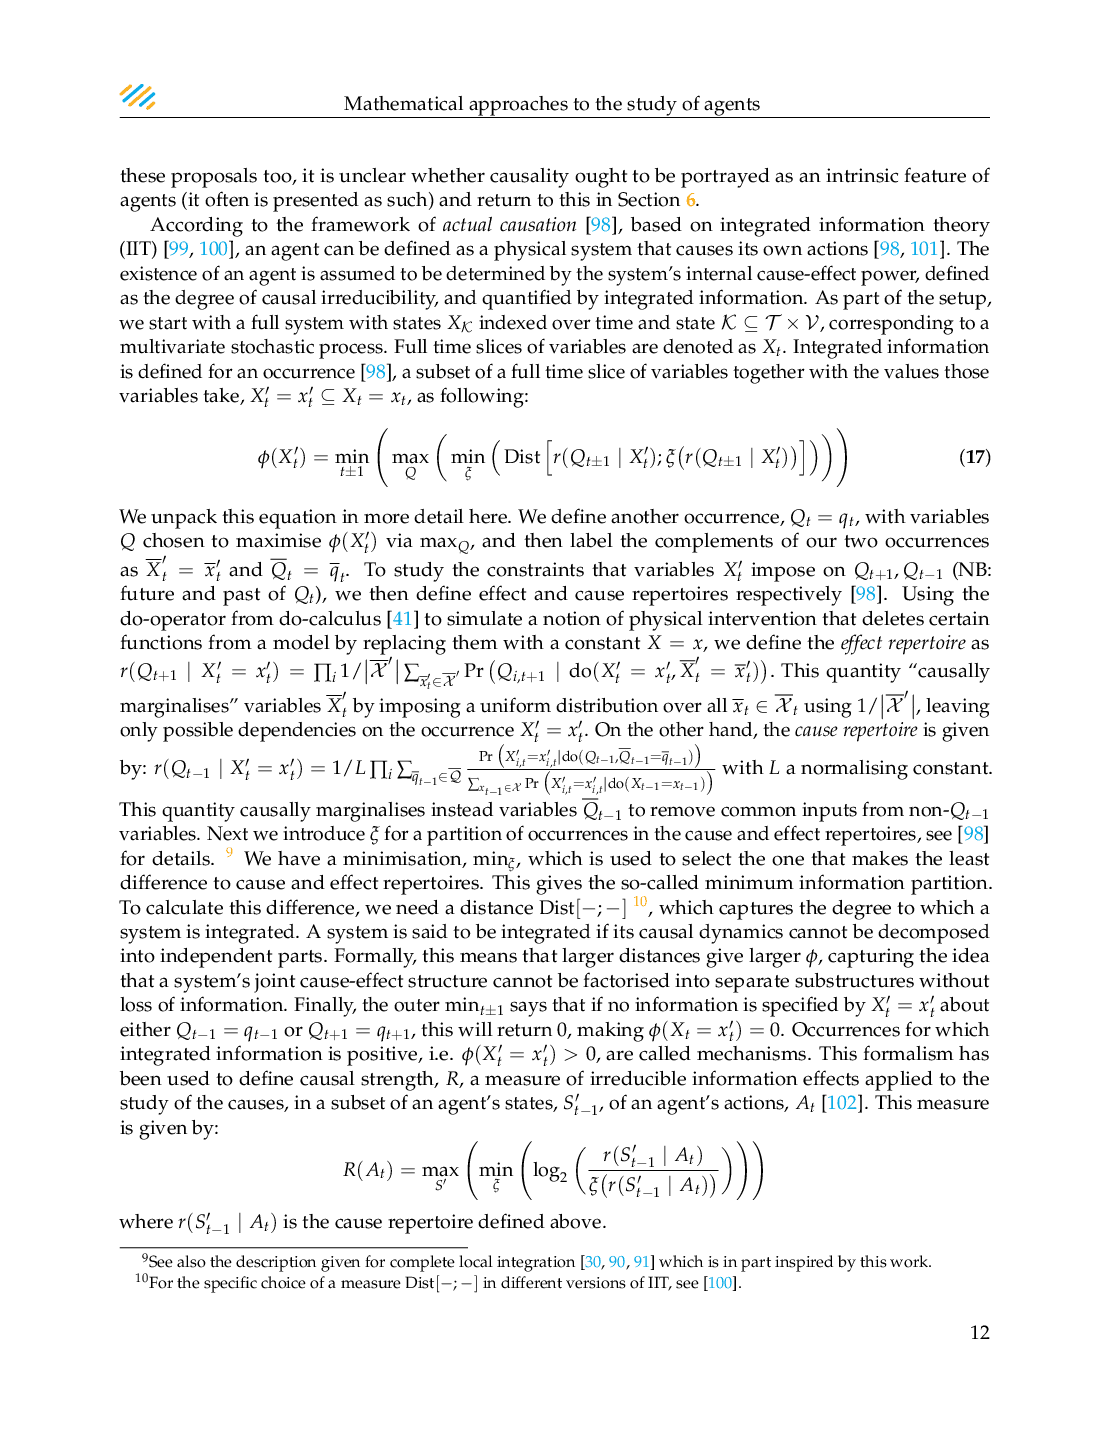 Mathematical approaches to the study of agents
these proposals too, it is unclear whether causality ought to be portrayed as an intrinsic feature of
agents (it often is presented as such) and return to this in Section 6.
According to the framework of actual causation [98], based on integrated information theory
(IIT) [99, 100], an agent can be defined as a physical system that causes its own actions [98, 101]. The
existence of an agent is assumed to be determined by the system's internal cause-effect power, defined
as the degree of causal irreducibility, and quantified by integrated information. As part of the setup,
we start with a full system with states X_𝒦 indexed over time and state 𝒦 ⊆ 𝒯 × 𝒱, corresponding to a
multivariate stochastic process. Full time slices of variables are denoted as X_t. Integrated information
is defined for an occurrence [98], a subset of a full time slice of variables together with the values those
variables take, X′_t = x′_t ⊆ X_t = x_t, as following:
ϕ(X′_t) = min_{t±1} ( max_Q ( min_ξ ( Dist [ r(Q_{t±1} | X′_t); ξ(r(Q_{t±1} | X′_t)) ] ) ) ) (17)
We unpack this equation in more detail here. We define another occurrence, Q_t = q_t, with variables
Q chosen to maximise ϕ(X′_t) via max_Q, and then label the complements of our two occurrences
as X̅′_t = x̅′_t and Q̅_t = q̅_t. To study the constraints that variables X′_t impose on Q_{t+1}, Q_{t−1} (NB:
future and past of Q_t), we then define effect and cause repertoires respectively [98]. Using the
do-operator from do-calculus [41] to simulate a notion of physical intervention that deletes certain
functions from a model by replacing them with a constant X = x, we define the effect repertoire as
r(Q_{t+1} | X′_t = x′_t) = ∏_i 1/|𝒳̅′| ∑_{x̅′_t∈𝒳̅′} Pr (Q_{i,t+1} | do(X′_t = x′_t, X̅′_t = x̅′_t)). This quantity “causally
marginalises” variables X̅′_t by imposing a uniform distribution over all x̅_t ∈ 𝒳̅_t using 1/|𝒳̅′|, leaving
only possible dependencies on the occurrence X′_t = x′_t. On the other hand, the cause repertoire is given
by: r(Q_{t−1} | X′_t = x′_t) = 1/L ∏_i ∑_{q̅_{t−1}∈𝒬̅} Pr (X′_{i,t}=x′_{i,t}|do(Q_{t−1},Q̅_{t−1}=q̅_{t−1})) / ∑_{x_{t−1}∈𝒳} Pr (X′_{i,t}=x′_{i,t}|do(X_{t−1}=x_{t−1})) with L a normalising constant.
This quantity causally marginalises instead variables Q̅_{t−1} to remove common inputs from non-Q_{t−1}
variables. Next we introduce ξ for a partition of occurrences in the cause and effect repertoires, see [98]
for details. 9 We have a minimisation, min_ξ, which is used to select the one that makes the least
difference to cause and effect repertoires. This gives the so-called minimum information partition.
To calculate this difference, we need a distance Dist[−; −] 10, which captures the degree to which a
system is integrated. A system is said to be integrated if its causal dynamics cannot be decomposed
into independent parts. Formally, this means that larger distances give larger ϕ, capturing the idea
that a system's joint cause-effect structure cannot be factorised into separate substructures without
loss of information. Finally, the outer min_{t±1} says that if no information is specified by X′_t = x′_t about
either Q_{t−1} = q_{t−1} or Q_{t+1} = q_{t+1}, this will return 0, making ϕ(X_t = x′_t) = 0. Occurrences for which
integrated information is positive, i.e. ϕ(X′_t = x′_t) > 0, are called mechanisms. This formalism has
been used to define causal strength, R, a measure of irreducible information effects applied to the
study of the causes, in a subset of an agent's states, S′_{t−1}, of an agent's actions, A_t [102]. This measure
is given by:
R(A_t) = max_{S′} ( min_ξ ( log_2 ( r(S′_{t−1} | A_t) / ξ(r(S′_{t−1} | A_t)) ) ) )
where r(S′_{t−1} | A_t) is the cause repertoire defined above.
9See also the description given for complete local integration [30, 90, 91] which is in part inspired by this work.
10For the specific choice of a measure Dist[−; −] in different versions of IIT, see [100].
12